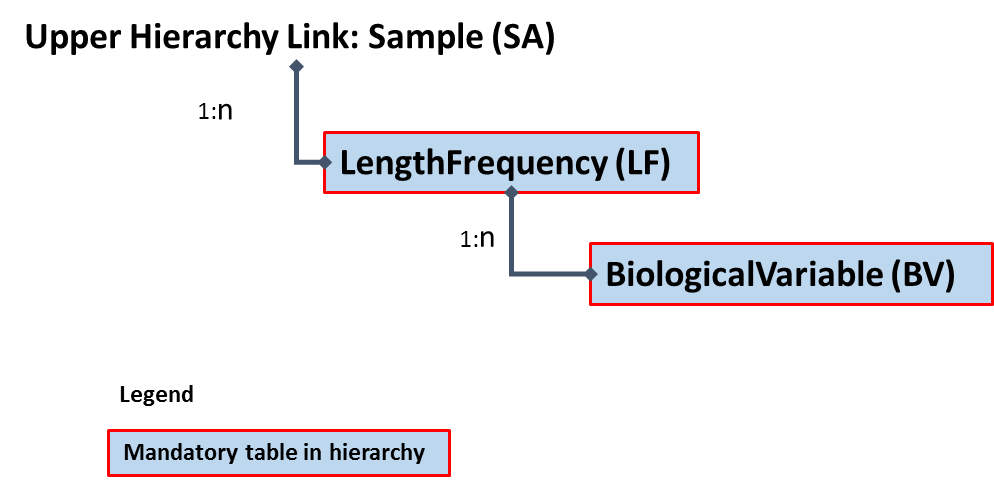 Upper Hierarchy Link: Sample (SA)
1:n
LengthFrequency (LF)
1:n
BiologicalVariable (BV)
Legend
Mandatory table in hierarchy